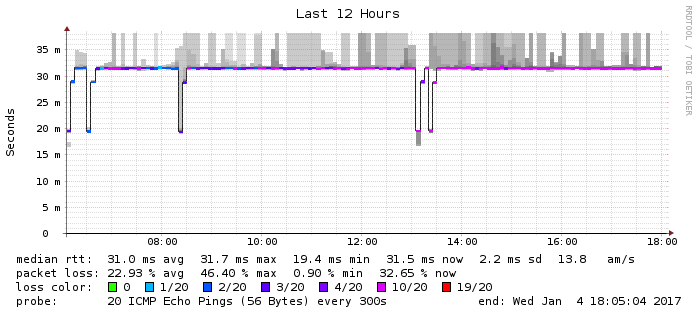 Last 12 Hours
RRDTOOL / TOBI OETIKER
Seconds
35 m
30 m
25 m
20 m
15 m
10 m
5 m
0
08:00 10:00 12:00 14:00 16:00 18:00
median rtt: 31.0 ms avg 31.7 ms max 19.4 ms min 31.5 ms now 2.2 ms sd 13.8 am/s
packet loss: 22.93 % avg 46.40 % max 0.90 % min 32.65 % now
loss color: 0 1/20 2/20 3/20 4/20 10/20 19/20
probe: 20 ICMP Echo Pings (56 Bytes) every 300s end: Wed Jan 4 18:05:04 2017